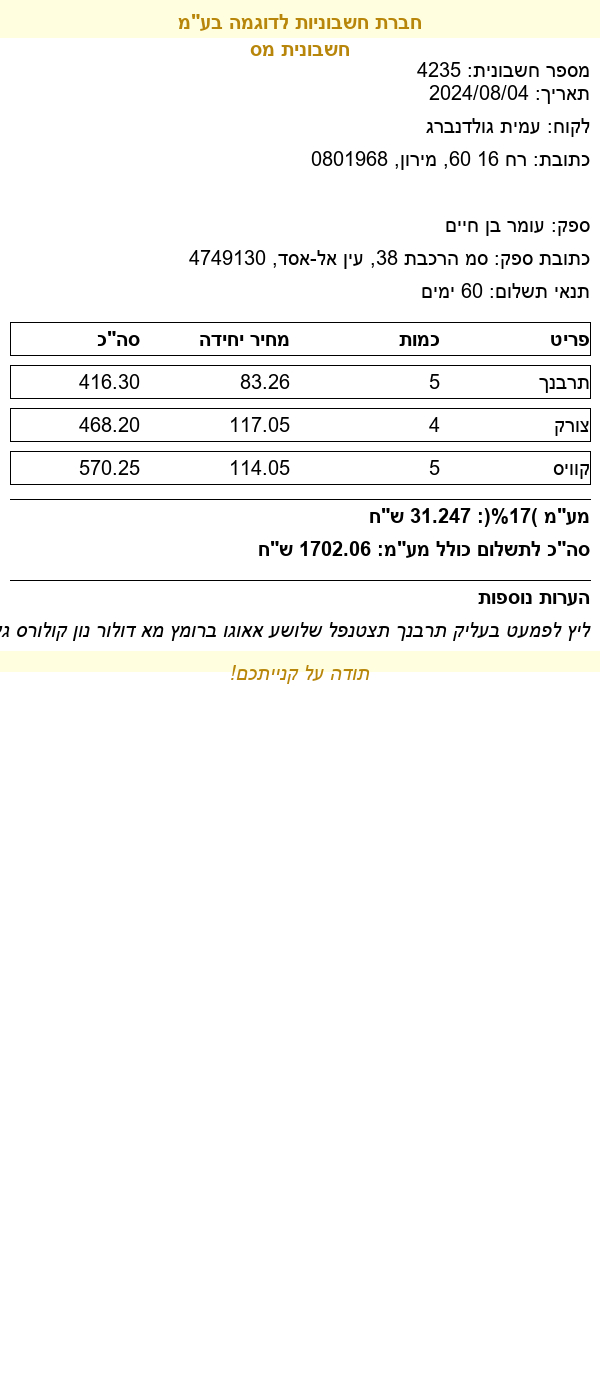 חברת חשבוניות לדוגמה בע"מ
חשבונית מס
מספר חשבונית: 4235
תאריך: 2024/08/04
לקוח: עמית גולדנברג
כתובת: רח 16 60, מירון, 0801968
ספק: עומר בן חיים
כתובת ספק: סמ הרכבת 38, עין אל-אסד, 4749130
תנאי תשלום: 60 ימים
פריט כמות מחיר יחידה סה"כ
תרבנך 5 83.26 416.30
צורק 4 117.05 468.20
קוויס 5 114.05 570.25
מע"מ )17%(: 31.247 ש"ח
סה"כ לתשלום כולל מע"מ: 1702.06 ש"ח
הערות נוספות
ליץ לפמעט בעליק תרבנך תצטנפל שלושע אאוגו ברומץ מא דולור נון קולורס
תודה על קנייתכם!